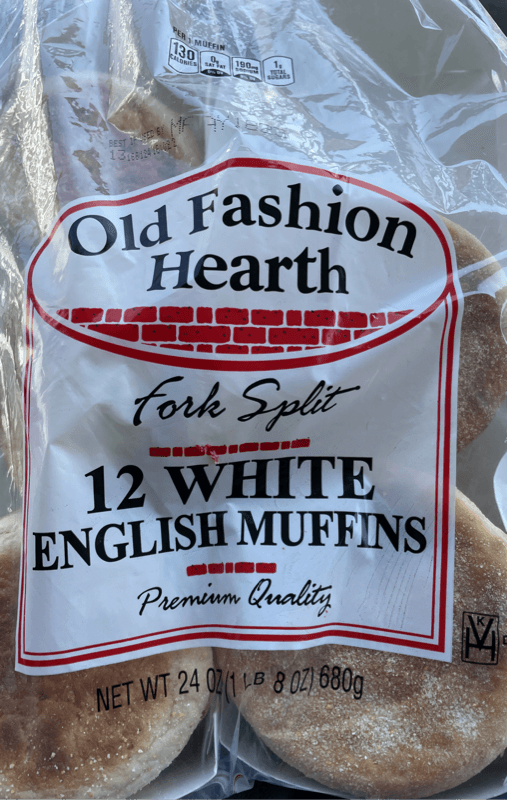 PER 1 MUFFIN
130 CALORIES
0g SAT FAT
190mg SODIUM
1g TOTAL SUGARS
Old Fashion
Hearth
Fork Split
12 WHITE
ENGLISH MUFFINS
Premium Quality
K
VH
NET WT 24 OZ (1 LB 8 OZ) 680g